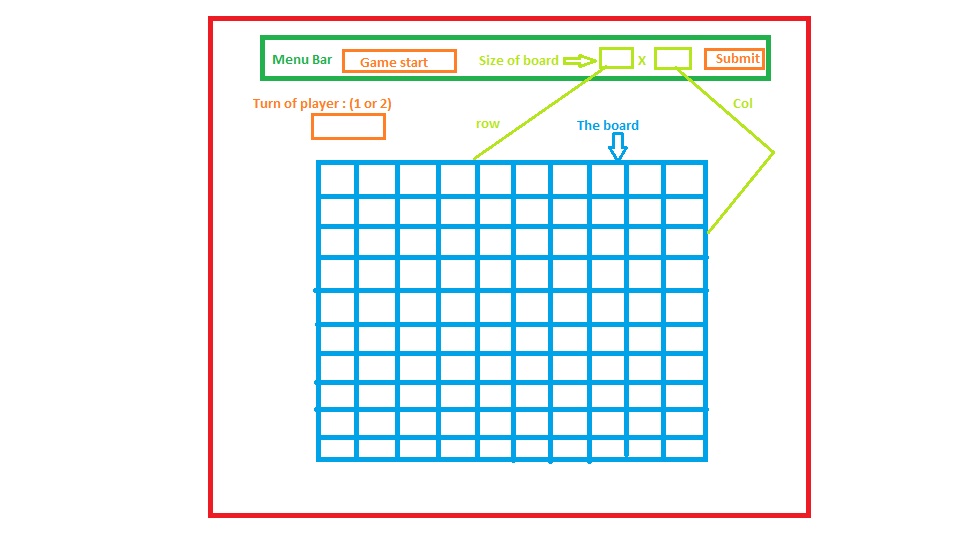 Menu Bar
Game start
Size of board
X
Submit
Turn of player : (1 or 2)
Col
row
The board